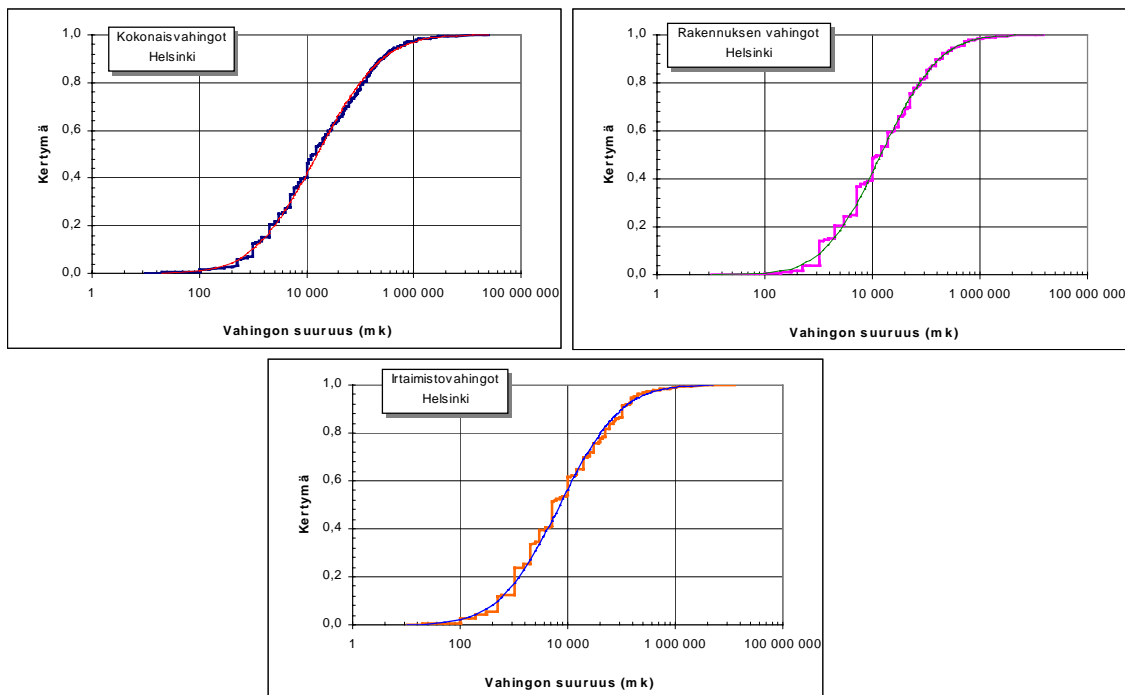 Kokonaisvahingot
Helsinki
1,0
0,8
0,6
0,4
0,2
0,0
Kertymä
1 100 10 000 1 000 000 100 000 000
Vahingon suuruus (mk)
Rakennuksen vahingot
Helsinki
1,0
0,8
0,6
0,4
0,2
0,0
Kertymä
1 100 10 000 1 000 000 100 000 000
Vahingon suuruus (mk)
Irtaimistovahingot
Helsinki
1,0
0,8
0,6
0,4
0,2
0,0
Kertymä
1 100 10 000 1 000 000 100 000 000
Vahingon suuruus (mk)